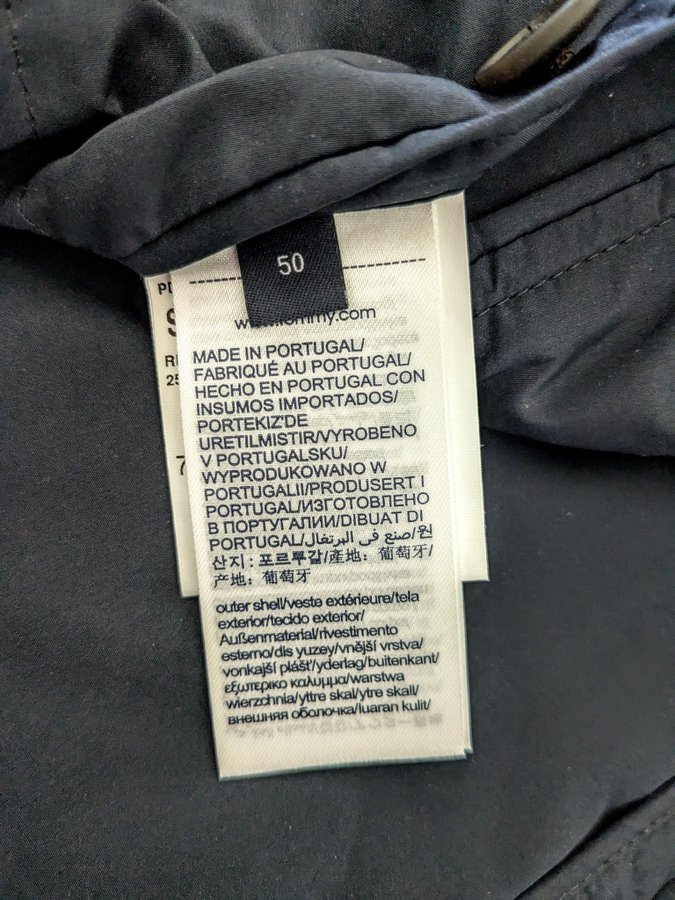 50
www.tommy.com
MADE IN PORTUGAL/
FABRIQUÉ AU PORTUGAL/
HECHO EN PORTUGAL CON
INSUMOS IMPORTADOS/
PORTEKIZ'DE
URETILMISTIR/VYROBENO
V PORTUGALSKU/
WYPRODUKOWANO W
PORTUGALII/PRODUSERT I
PORTUGAL/ИЗГОТОВЛЕНО
В ПОРТУГАЛИИ/DIBUAT DI
PORTUGAL/صنع في البرتغال/원
산지 : 포르투갈/產地：葡萄牙/
产地：葡萄牙
outer shell/veste extérieure/tela
exterior/tecido exterior/
Außenmaterial/rivestimento
esterno/dis yuzey/vnější vrstva/
vonkajší plášť/yderlag/buitenkant/
εξωτερικο καλυμμα/warstwa
wierzchnia/yttre skal/ytre skall/
внешняя оболочка/luaran kulit/